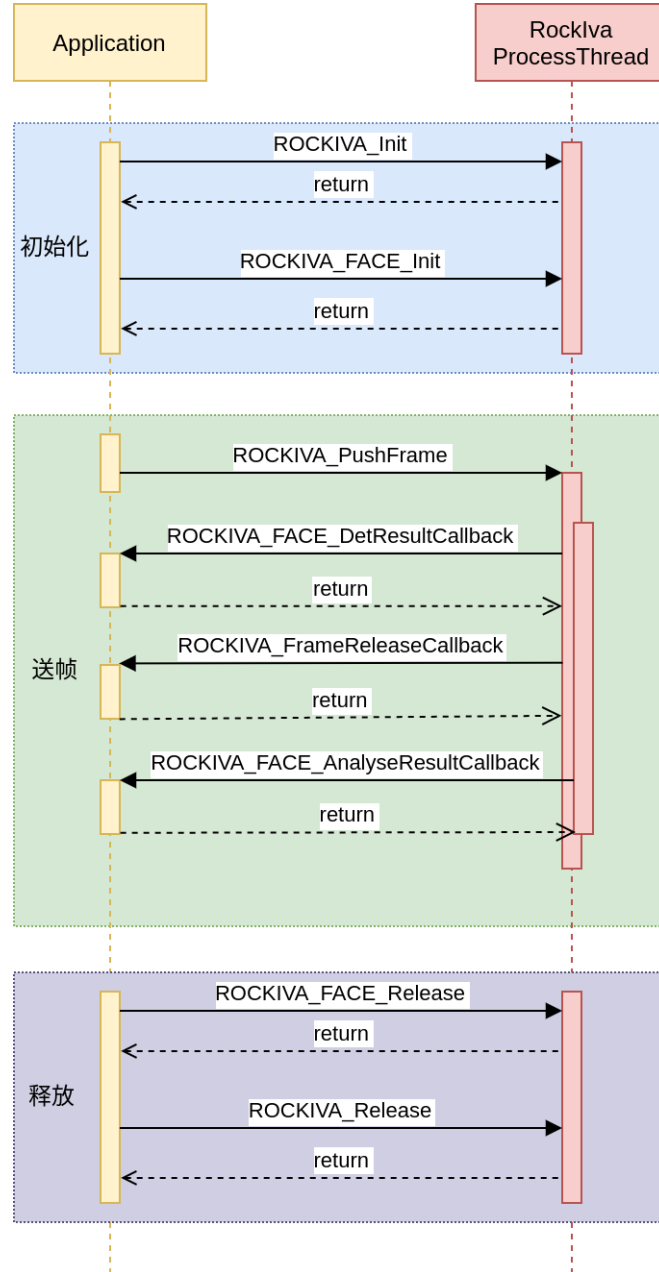 Application
RockIva
ProcessThread
ROCKIVA_Init
return
初始化
ROCKIVA_FACE_Init
return
ROCKIVA_PushFrame
ROCKIVA_FACE_DetResultCallback
return
ROCKIVA_FrameReleaseCallback
送帧
return
ROCKIVA_FACE_AnalyseResultCallback
return
ROCKIVA_FACE_Release
return
释放
ROCKIVA_Release
return